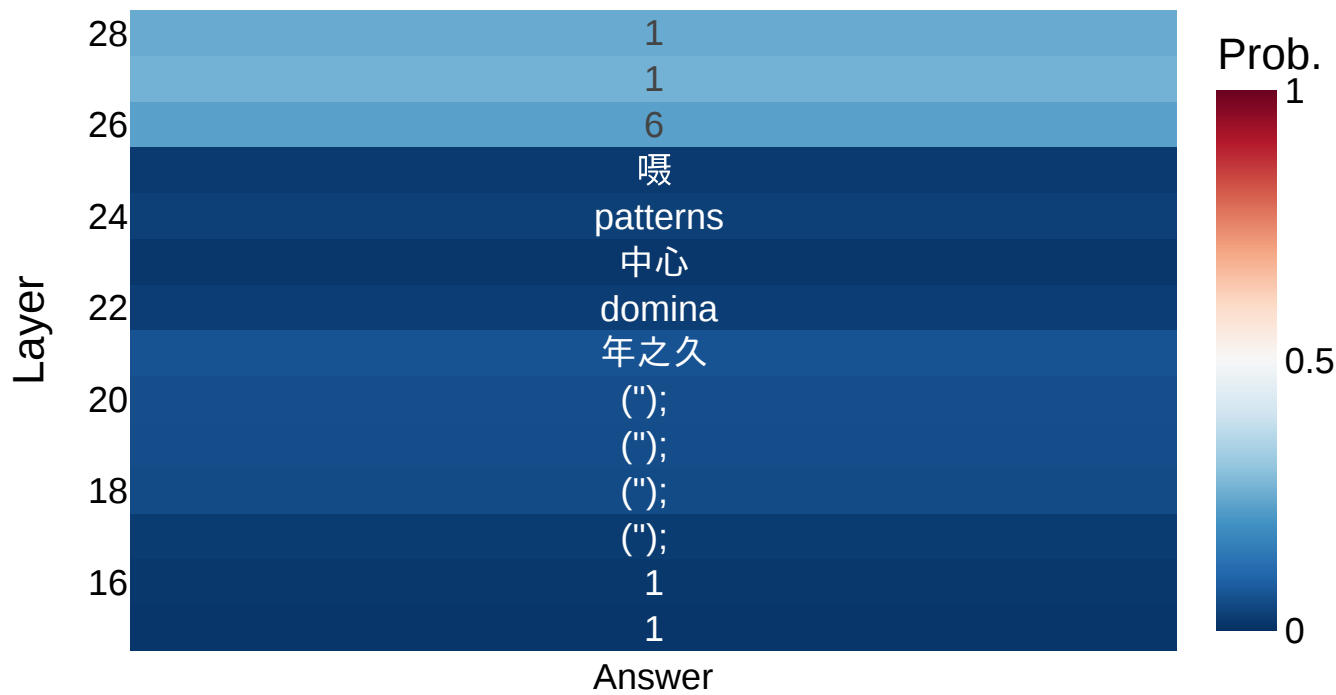 28 1
1
26 6
嗫
24 patterns
中心
22 domina
年之久
20 ('');
('');
18 ('');
('');
16 1
1
Layer
Answer
Prob.
1
0.5
0